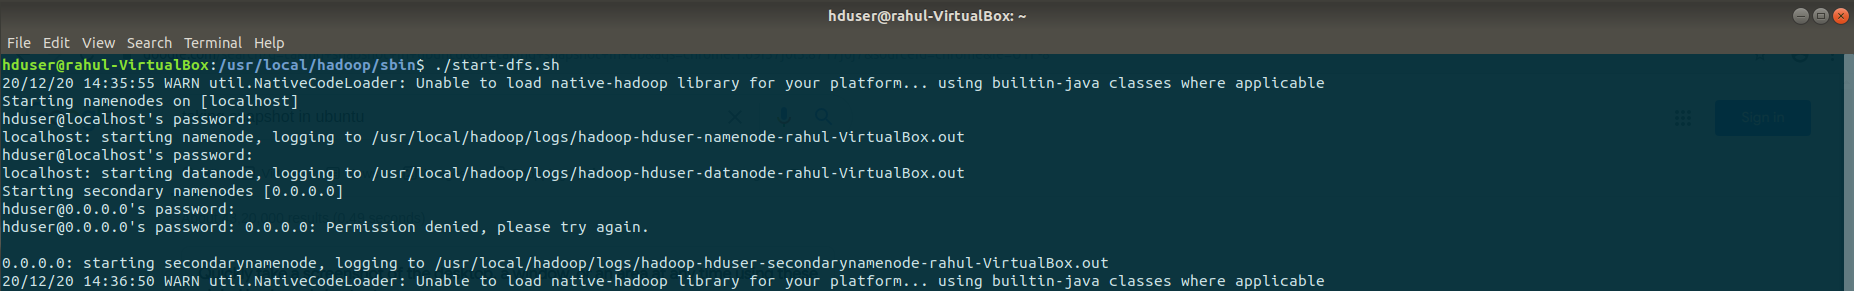 hduser@rahul-VirtualBox: ~
File Edit View Search Terminal Help
hduser@rahul-VirtualBox:/usr/local/hadoop/sbin$ ./start-dfs.sh
20/12/20 14:35:55 WARN util.NativeCodeLoader: Unable to load native-hadoop library for your platform... using builtin-java classes where applicable
Starting namenodes on [localhost]
hduser@localhost's password:
localhost: starting namenode, logging to /usr/local/hadoop/logs/hadoop-hduser-namenode-rahul-VirtualBox.out
hduser@localhost's password:
localhost: starting datanode, logging to /usr/local/hadoop/logs/hadoop-hduser-datanode-rahul-VirtualBox.out
Starting secondary namenodes [0.0.0.0]
hduser@0.0.0.0's password:
hduser@0.0.0.0's password: 0.0.0.0: Permission denied, please try again.
0.0.0.0: starting secondarynamenode, logging to /usr/local/hadoop/logs/hadoop-hduser-secondarynamenode-rahul-VirtualBox.out
20/12/20 14:36:50 WARN util.NativeCodeLoader: Unable to load native-hadoop library for your platform... using builtin-java classes where applicable
in ubuntu
Sign in